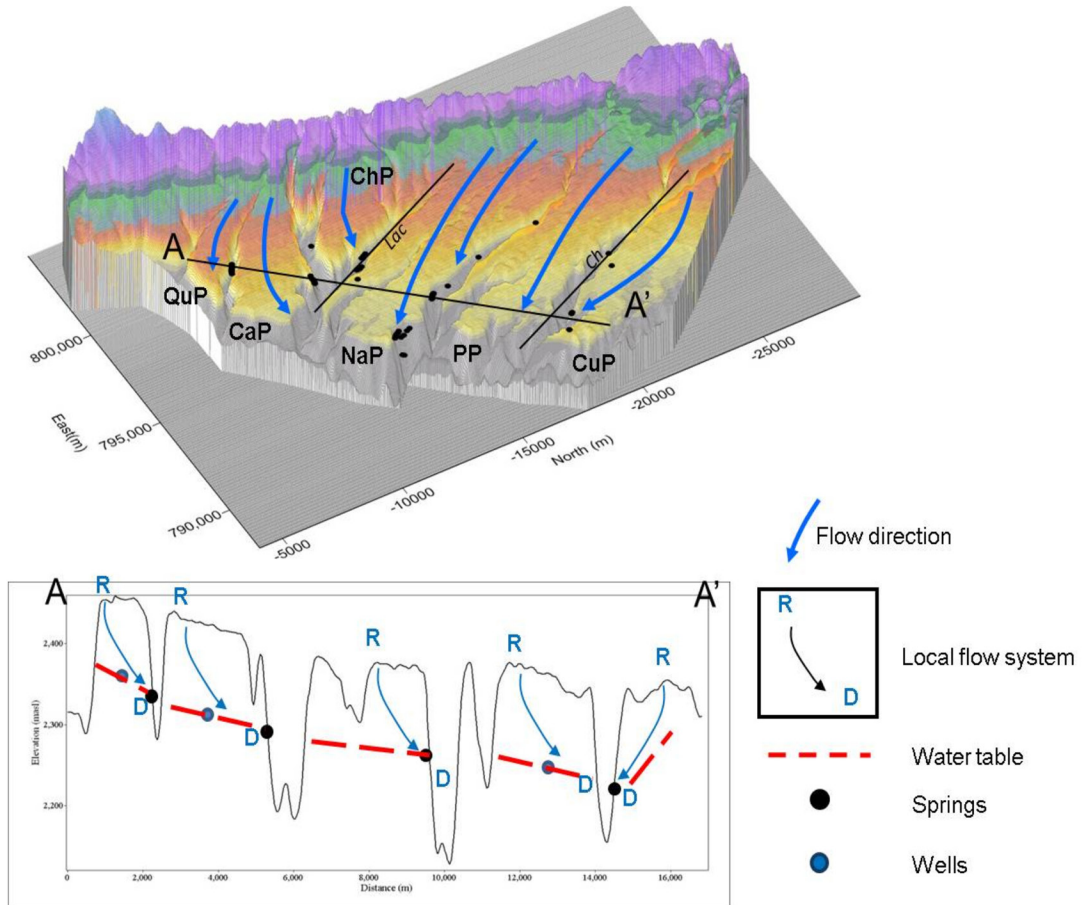 ChP
Lac
A
Ch
A'
QuP
CaP
NaP
PP
CuP
800,000
795,000
790,000
East(m)
-5000
-10000
-15000
North (m)
-20000
-25000
Flow direction
R
Local flow system
D
Water table
Springs
Wells
A
R
R
R
R
R
A'
2,400
2,300
2,200
Elevation (masl)
D
D
D
D
D
0
2,000
4,000
6,000
8,000
10,000
12,000
14,000
16,000
Distance (m)